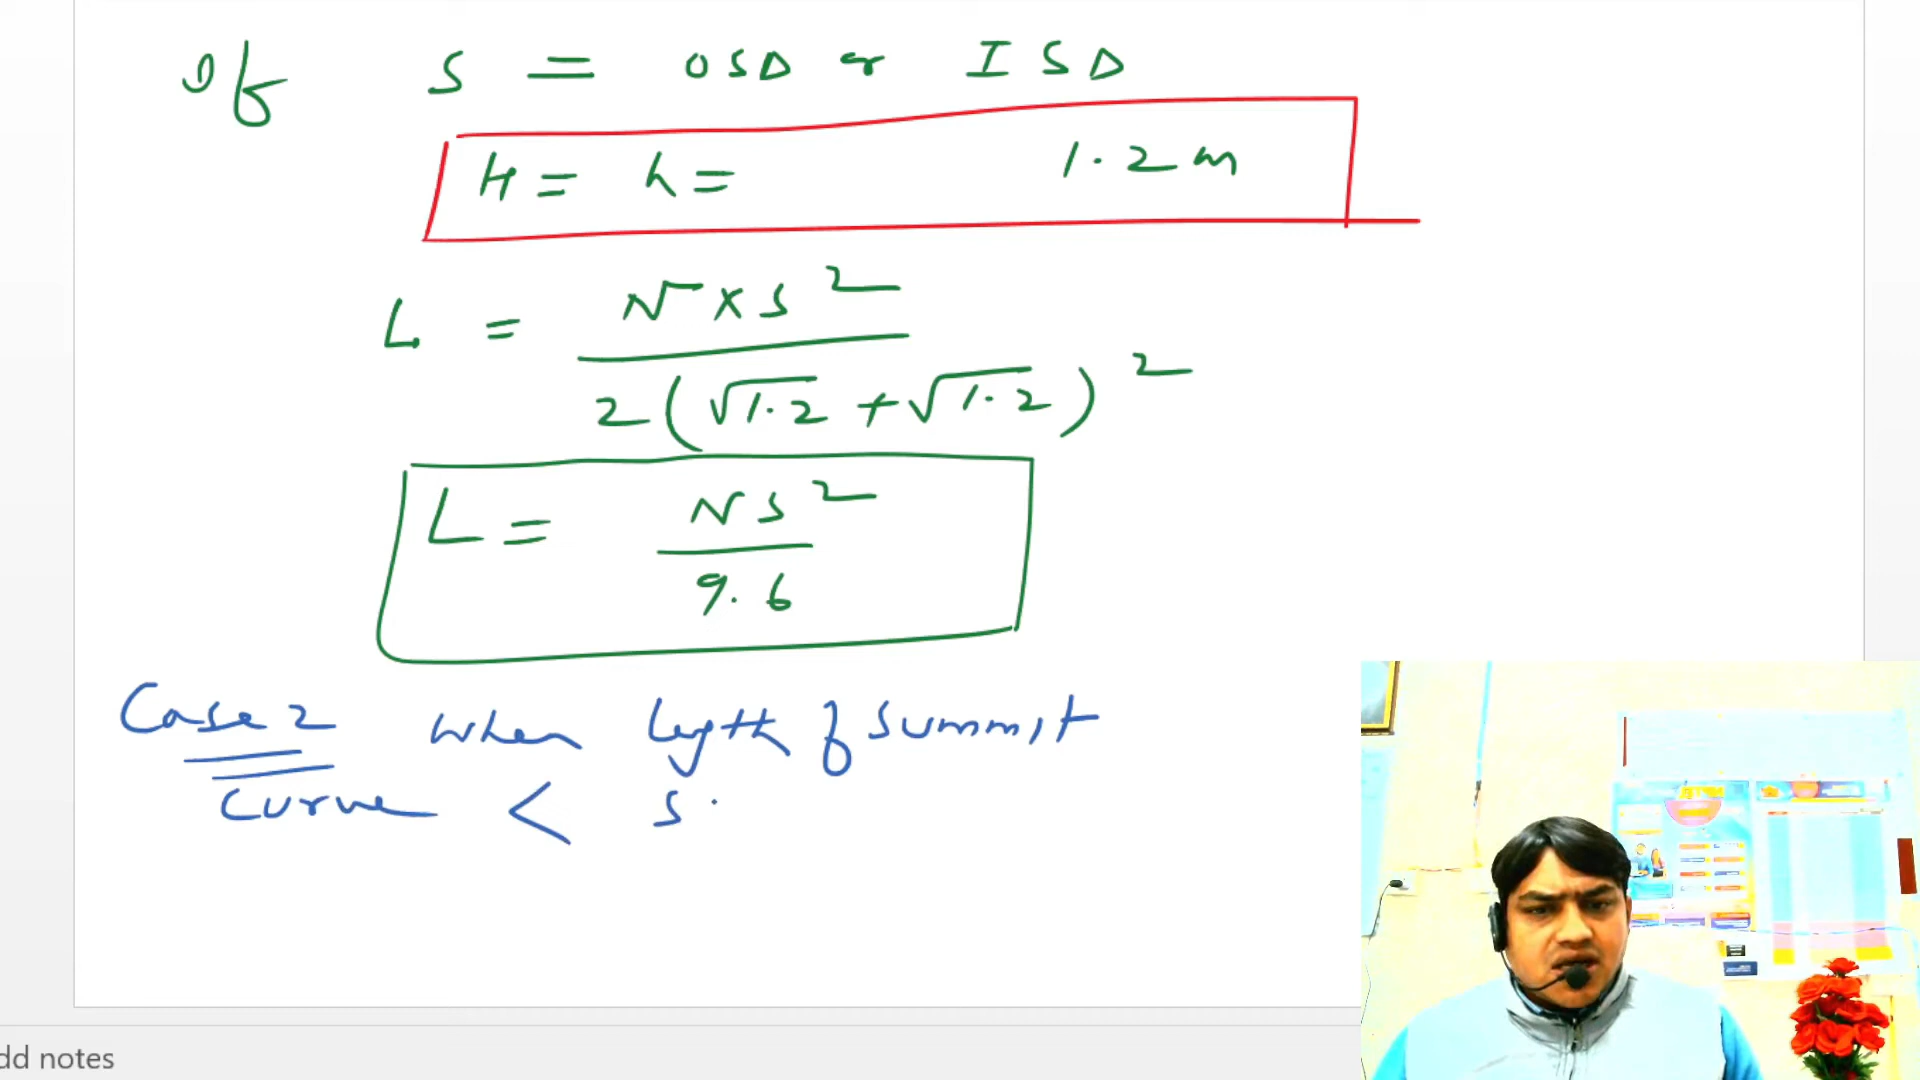 If S = OSD or ISD
H = h = 1.2 m
L = N × S² / 2(√1.2 + √1.2)²
L = NS² / 9.6
Case 2 when length of summit
curve < S
dd notes